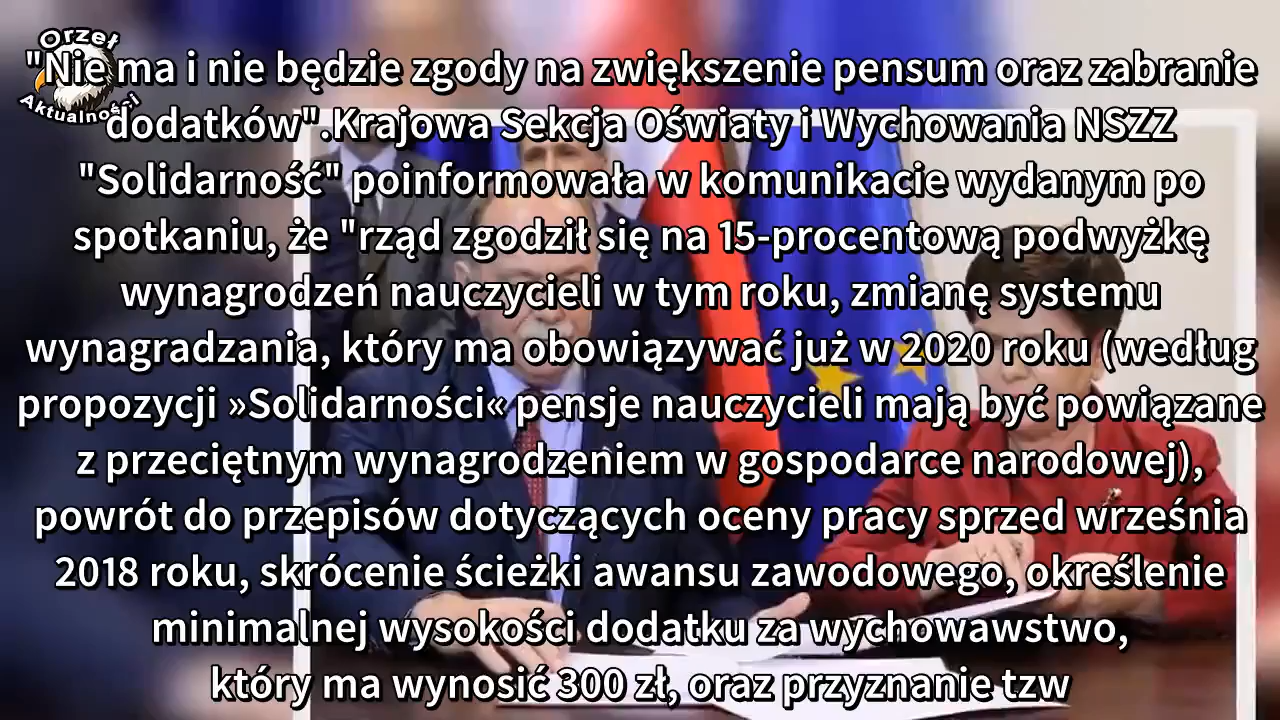 Orzeł
Aktualności
"Nie ma i nie będzie zgody na zwiększenie pensum oraz zabranie
dodatków".Krajowa Sekcja Oświaty i Wychowania NSZZ
"Solidarność" poinformowała w komunikacie wydanym po
spotkaniu, że "rząd zgodził się na 15-procentową podwyżkę
wynagrodzeń nauczycieli w tym roku, zmianę systemu
wynagradzania, który ma obowiązywać już w 2020 roku (według
propozycji »Solidarności« pensje nauczycieli mają być powiązane
z przeciętnym wynagrodzeniem w gospodarce narodowej),
powrót do przepisów dotyczących oceny pracy sprzed września
2018 roku, skrócenie ścieżki awansu zawodowego, określenie
minimalnej wysokości dodatku za wychowawstwo,
który ma wynosić 300 zł, oraz przyznanie tzw